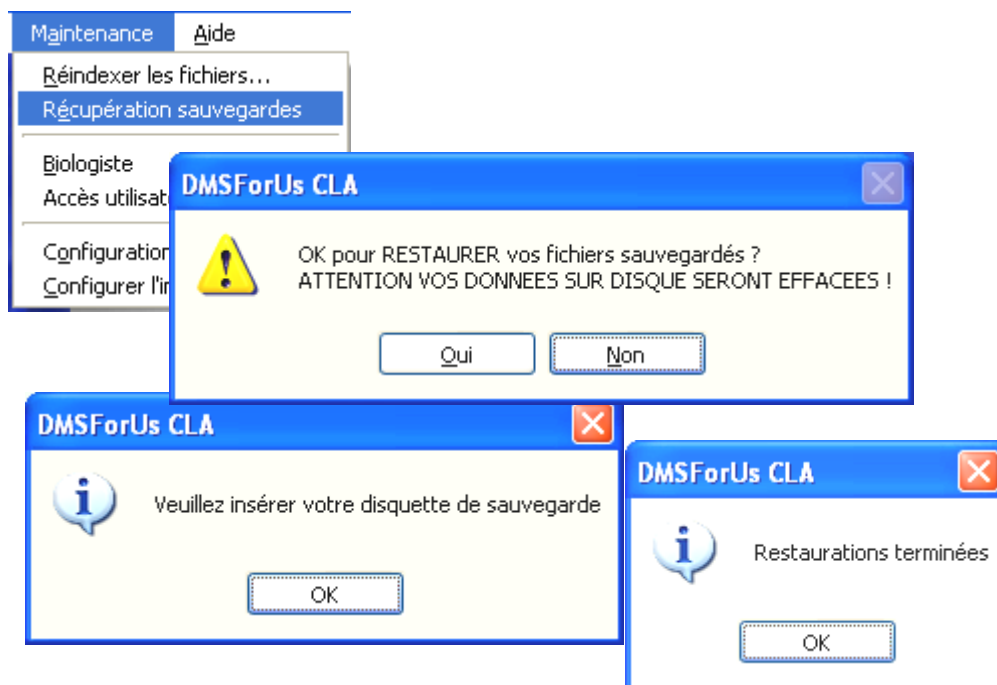 Maintenance Aide
Réindexer les fichiers...
Récupération sauvegardes
Biologiste
Accès
Configuration
Configurer
DMSForUs CLA
OK pour RESTAURER vos fichiers sauvegardés ?
ATTENTION VOS DONNEES SUR DISQUE SERONT EFFACEES !
Oui Non
DMSForUs CLA
Veuillez insérer votre disquette de sauvegarde
OK
DMSForUs CLA
Restaurations terminées
OK